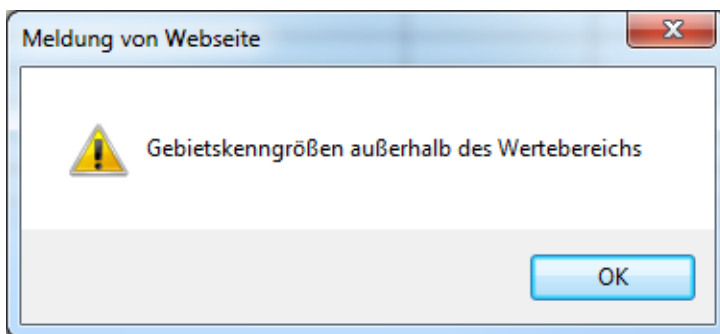 Meldung von Webseite
Gebietskenngrößen außerhalb des Wertebereichs
OK